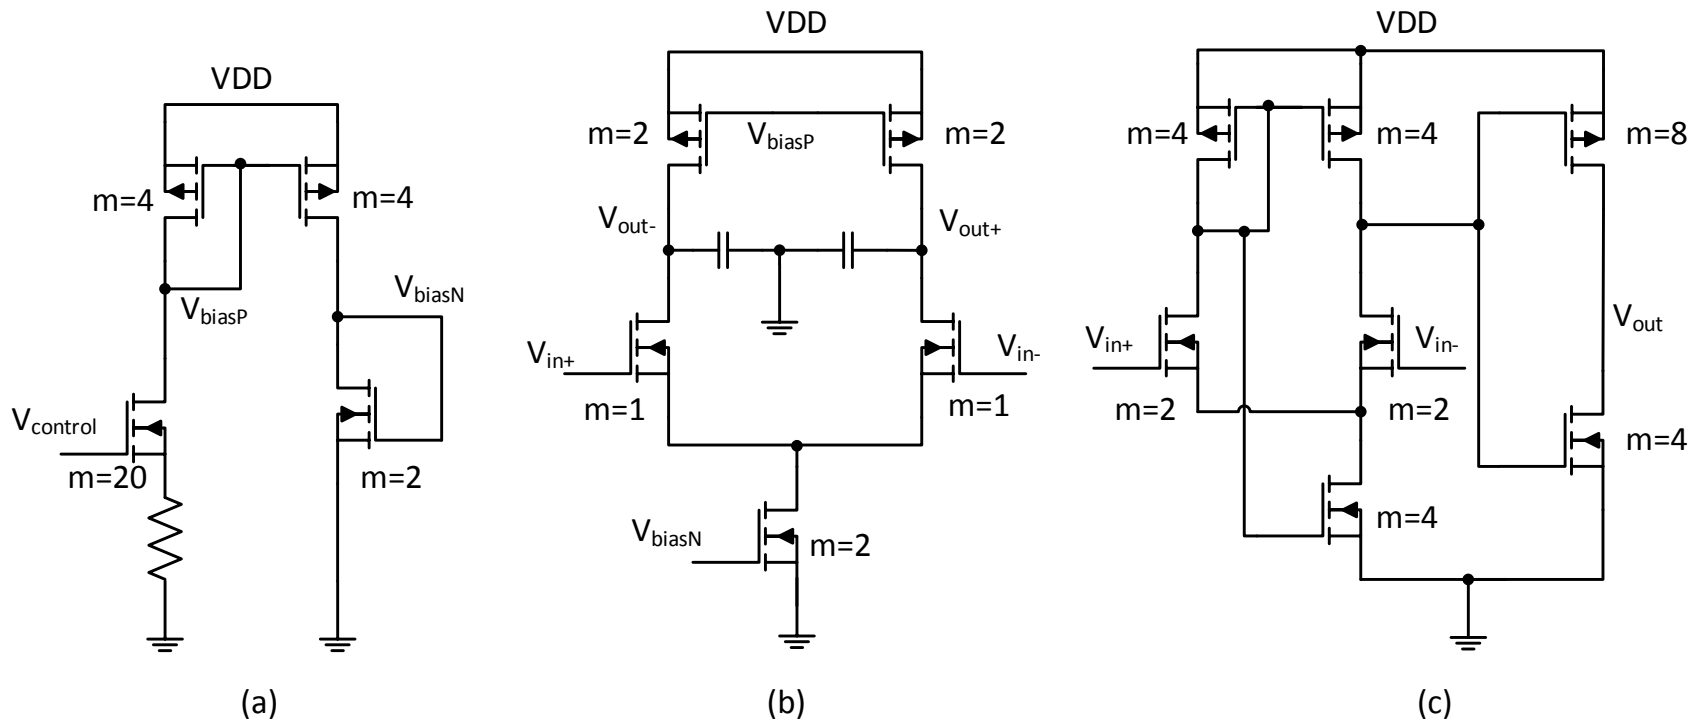 VDD
m=4
m=4
VbiasN
VbiasP
Vcontrol
m=20
m=2
(a)
VDD
m=2
VbiasP
m=2
Vout-
Vout+
Vin+
Vin-
m=1
m=1
VbiasN
m=2
(b)
VDD
m=4
m=4
m=8
Vin+
Vin-
Vout
m=2
m=2
m=4
m=4
(c)